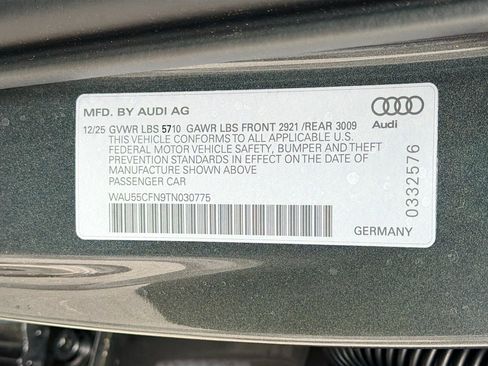 MFD. BY AUDI AG
12/25 GVWR LBS 5710 GAWR LBS FRONT 2921 /REAR 3009
THIS VEHICLE CONFORMS TO ALL APPLICABLE U.S.
FEDERAL MOTOR VEHICLE SAFETY, BUMPER AND THEFT
PREVENTION STANDARDS IN EFFECT ON THE DATE OF
MANUFACTURE SHOWN ABOVE
PASSENGER CAR
WAU55CFN9TN030775
Audi
0332576
GERMANY